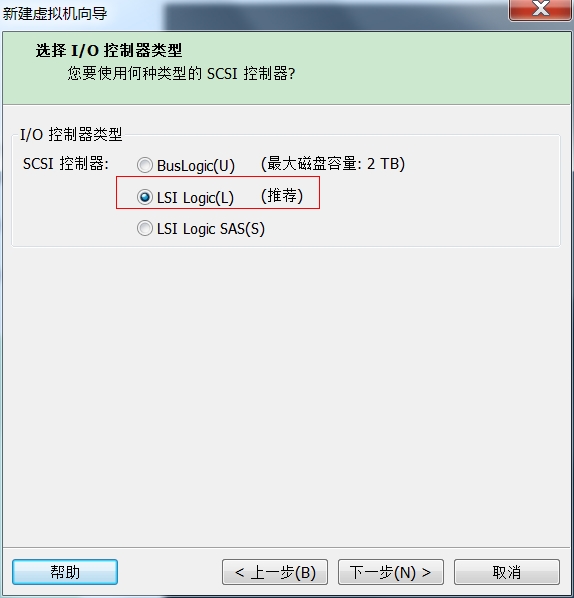 新建虚拟机向导
选择 I/O 控制器类型
您要使用何种类型的 SCSI 控制器?
I/O 控制器类型
SCSI 控制器: BusLogic(U) (最大磁盘容量: 2 TB)
LSI Logic(L) (推荐)
LSI Logic SAS(S)
帮助 < 上一步(B) 下一步(N) > 取消